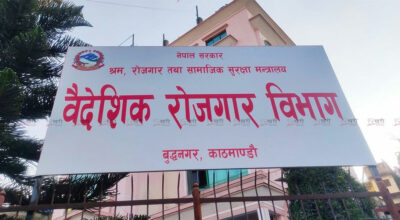 नेपाल सरकार
श्रम, रोजगार तथा सामाजिक सुरक्षा मन्त्रालय
वैदेशिक रोजगार विभाग
बुद्धनगर, काठमाण्डौ